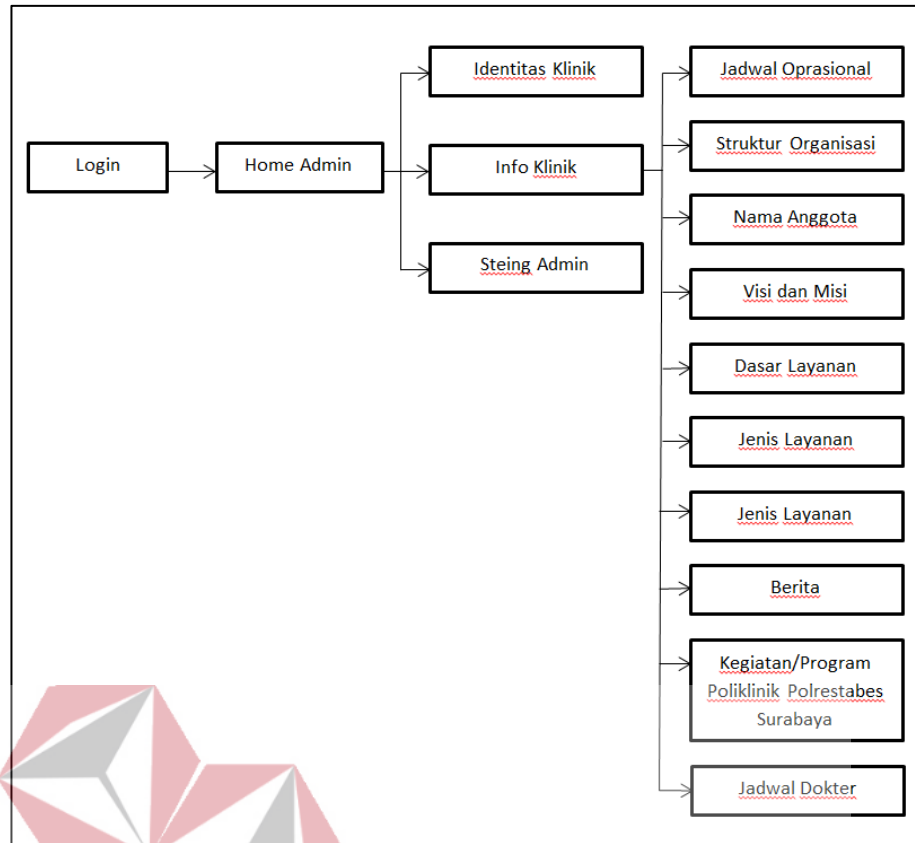 Login
Home Admin
Identitas Klinik
Info Klinik
Steing Admin
Jadwal Oprasional
Struktur Organisasi
Nama Anggota
Visi dan Misi
Dasar Layanan
Jenis Layanan
Jenis Layanan
Berita
Kegiatan/Program
Poliklinik Polrestabes
Surabaya
Jadwal Dokter